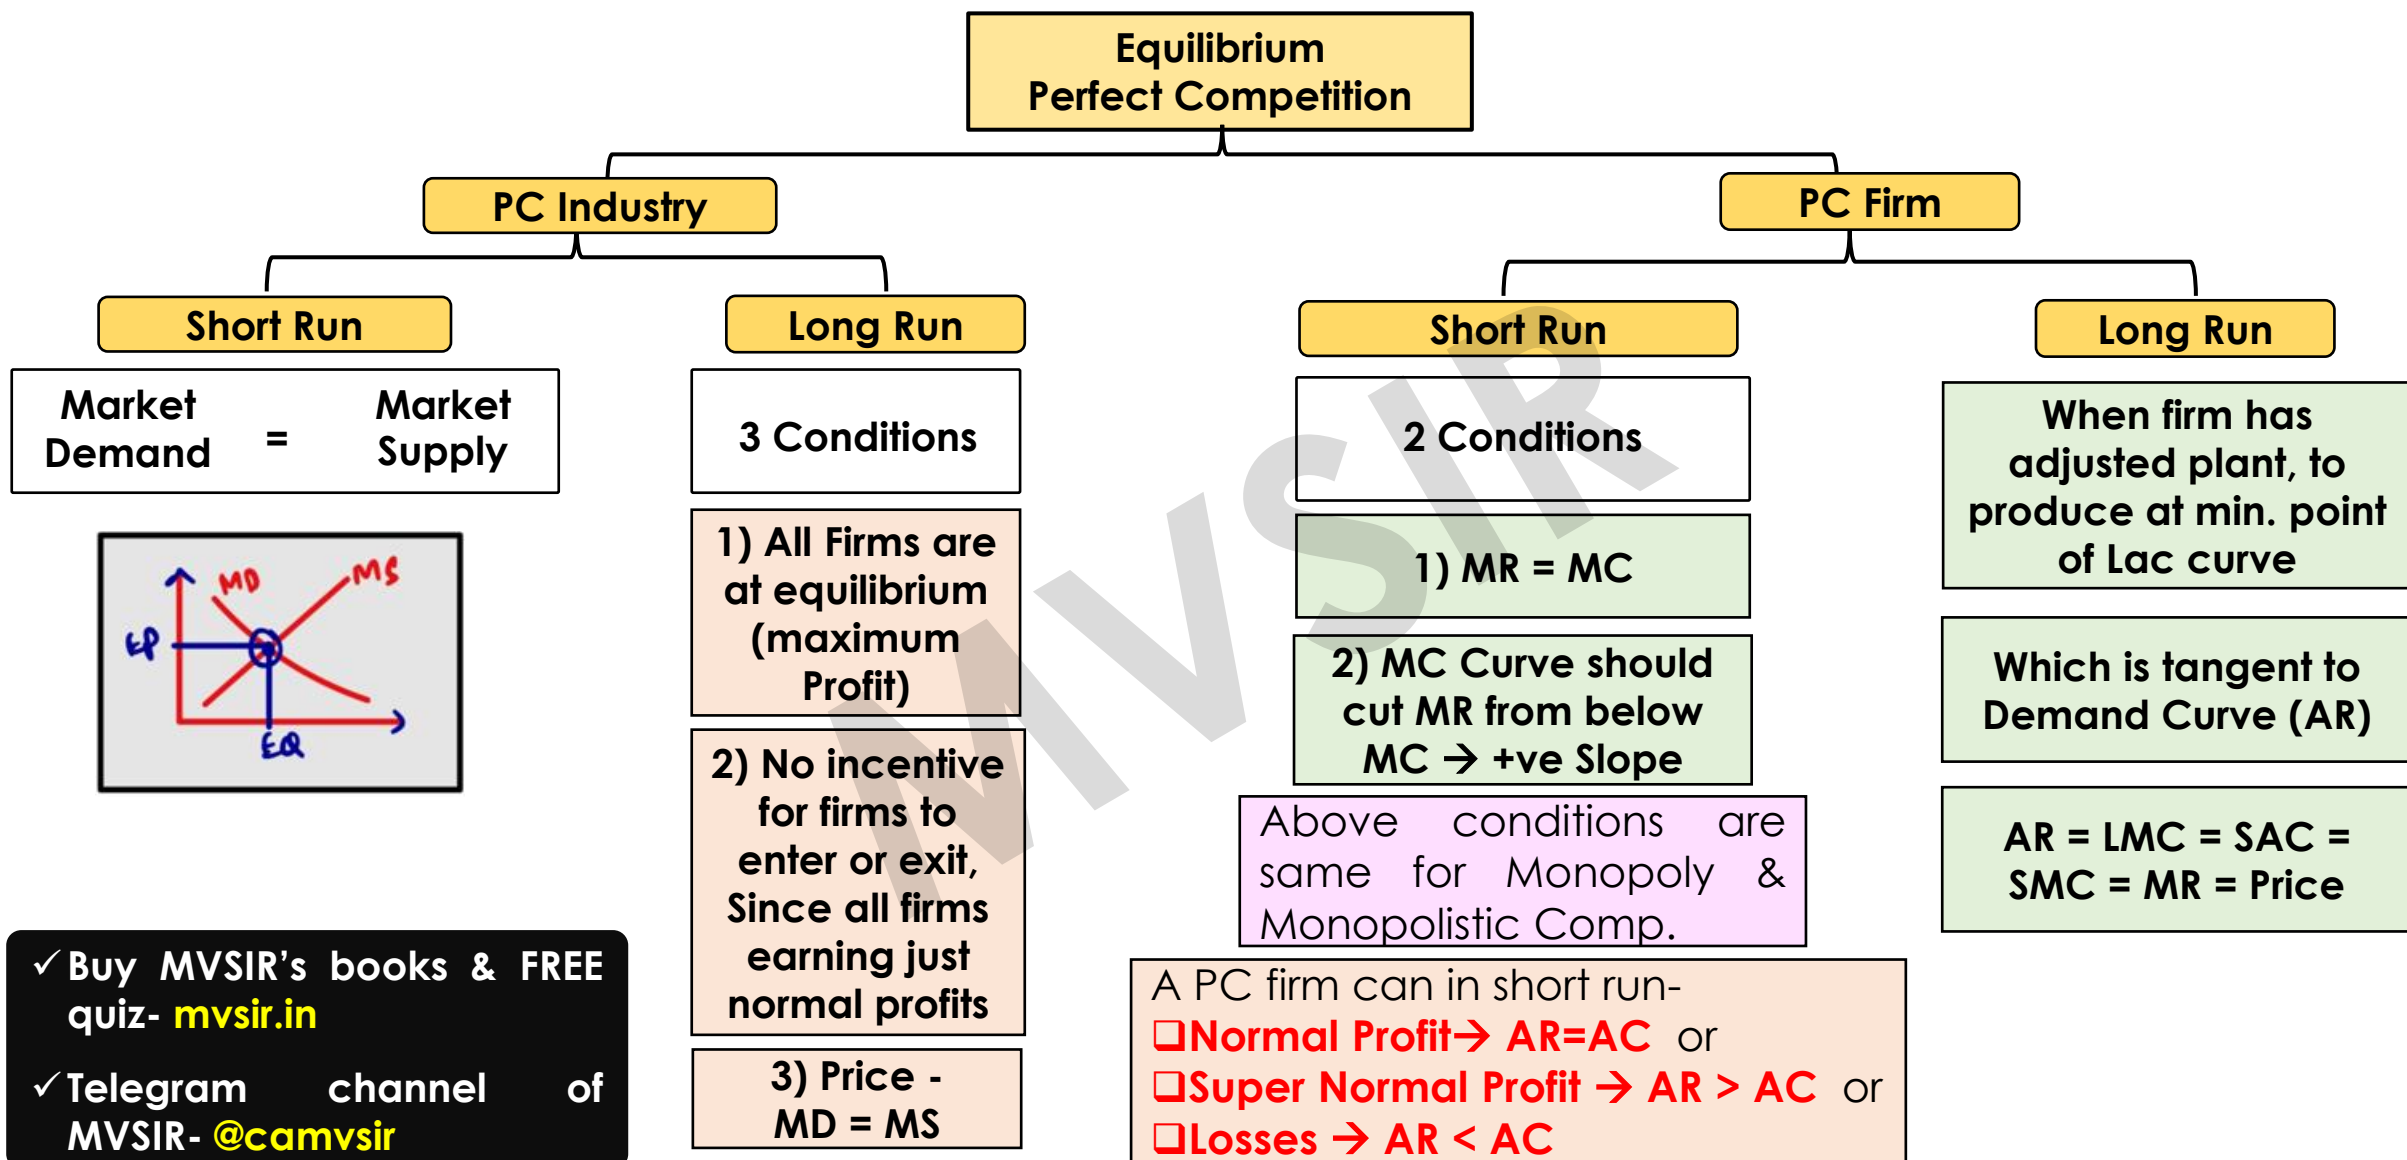 Equilibrium
Perfect Competition
PC Industry
PC Firm
Short Run
Long Run
Short Run
Long Run
Market Demand = Market Supply
MD
MS
EP
EQ
3 Conditions
1) All Firms are
at equilibrium
(maximum
Profit)
2) No incentive
for firms to
enter or exit,
Since all firms
earning just
normal profits
3) Price -
MD = MS
2 Conditions
1) MR = MC
2) MC Curve should
cut MR from below
MC → +ve Slope
Above conditions are
same for Monopoly &
Monopolistic Comp.
A PC firm can in short run-
❑Normal Profit→ AR=AC or
❑Super Normal Profit → AR > AC or
❑Losses → AR < AC
When firm has
adjusted plant, to
produce at min. point
of Lac curve
Which is tangent to
Demand Curve (AR)
AR = LMC = SAC =
SMC = MR = Price
✓ Buy MVSIR's books & FREE
quiz- mvsir.in
✓ Telegram channel of
MVSIR- @camvsir
MVSIR